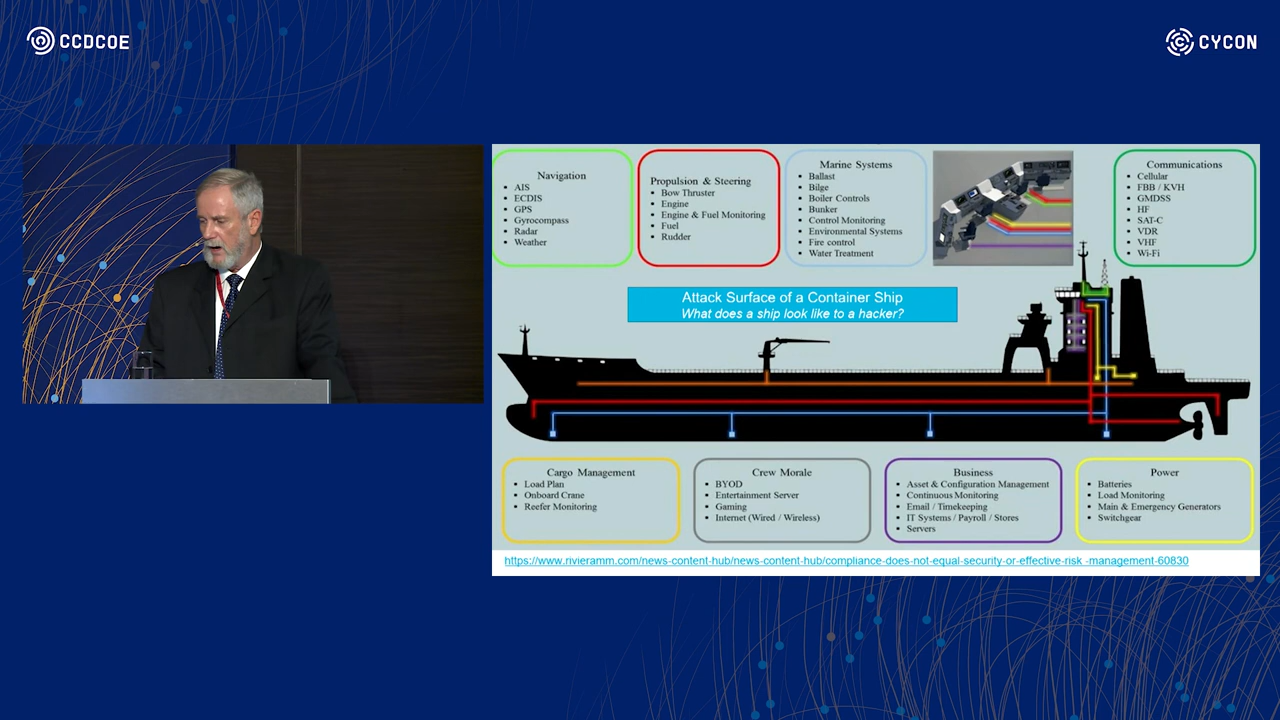 CCDCOE
CYCON
Navigation
• AIS
• ECDIS
• GPS
• Gyrocompass
• Radar
• Weather
Propulsion & Steering
• Bow Thruster
• Engine
• Engine & Fuel Monitoring
• Fuel
• Rudder
Marine Systems
• Ballast
• Bilge
• Boiler Controls
• Bunker
• Control Monitoring
• Environmental Systems
• Fire control
• Water Treatment
Communications
• Cellular
• FBB / KVH
• GMDSS
• HF
• SAT-C
• VDR
• VHF
• Wi-Fi
Attack Surface of a Container Ship
What does a ship look like to a hacker?
Cargo Management
• Load Plan
• Onboard Crane
• Reefer Monitoring
Crew Morale
• BYOD
• Entertainment Server
• Gaming
• Internet (Wired / Wireless)
Business
• Asset & Configuration Management
• Continuous Monitoring
• Email / Timekeeping
• IT Systems / Payroll / Stores
• Servers
Power
• Batteries
• Load Monitoring
• Main & Emergency Generators
• Switchgear
https://www.rivieramm.com/news-content-hub/news-content-hub/compliance-does-not-equal-security-or-effective-risk -management-60830